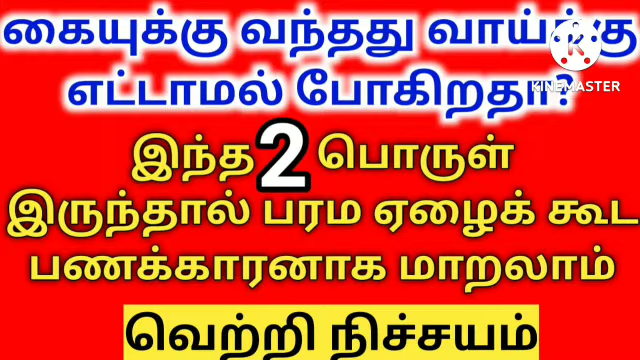 கையுக்கு வந்தது வாய்க்கு
எட்டாமல் போகிறதா?
KINEMASTER
இந்த 2 பொருள்
இருந்தால் பரம ஏழைக் கூட
பணக்காரனாக மாறலாம்
வெற்றி நிச்சயம்